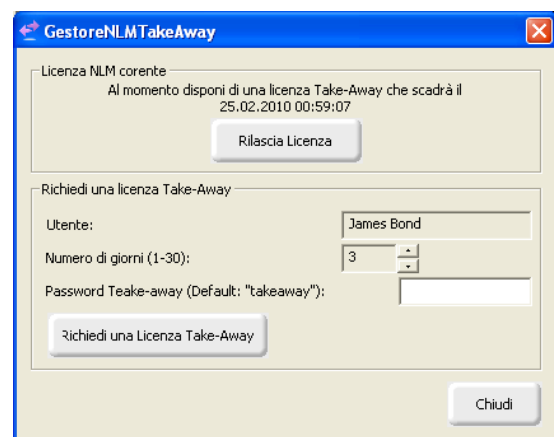 GestoreNLMTakeAway
Licenza NLM corente
Al momento disponi di una licenza Take-Away che scadrà il
25.02.2010 00:59:07
Rilascia Licenza
Richiedi una licenza Take-Away
Utente:
James Bond
Numero di giorni (1-30):
3
Password Teake-away (Default: "takeaway"):
Richiedi una Licenza Take-Away
Chiudi